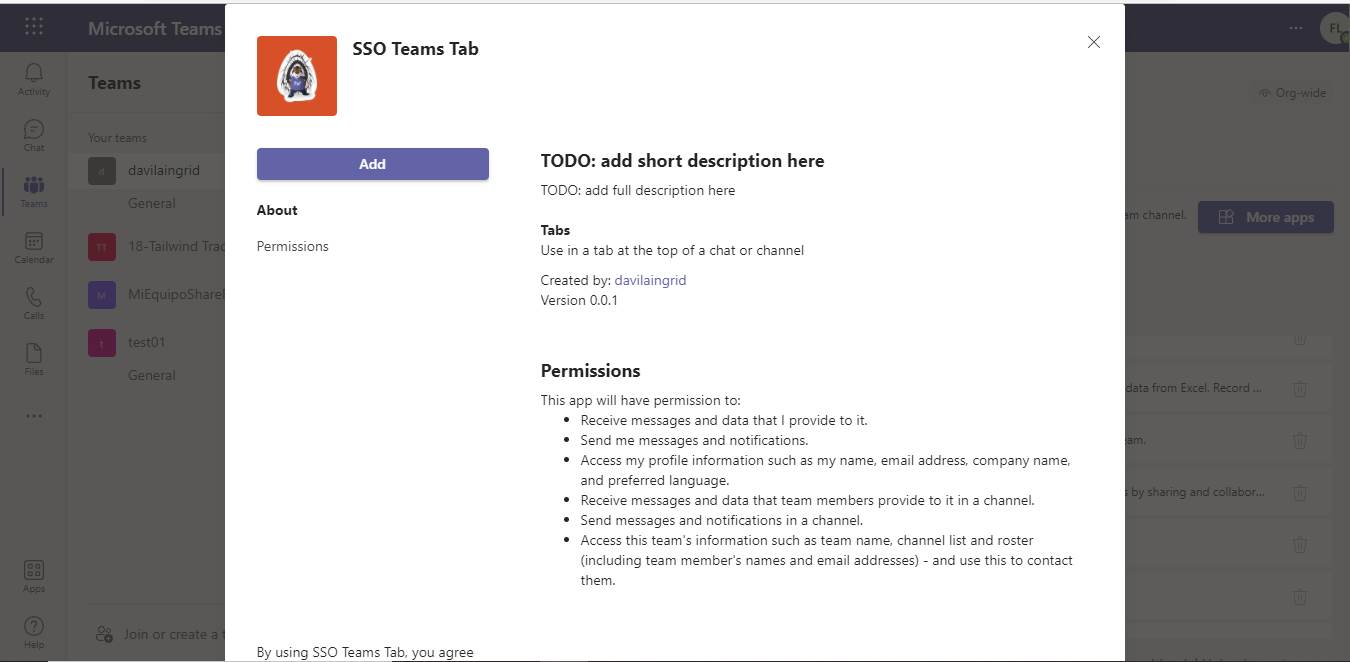 Microsoft Teams
FL
Activity
Chat
Teams
Calendar
Calls
Files
Apps
Help
Teams
Your teams
d davilaingrid
General
TT 18-Tailwind Trad
M MiEquipoShareP
t test01
General
Join or create a t
SSO Teams Tab
Add
About
Permissions
TODO: add short description here
TODO: add full description here
Tabs
Use in a tab at the top of a chat or channel
Created by: davilaingrid
Version 0.0.1
Permissions
This app will have permission to:
• Receive messages and data that I provide to it.
• Send me messages and notifications.
• Access my profile information such as my name, email address, company name,
and preferred language.
• Receive messages and data that team members provide to it in a channel.
• Send messages and notifications in a channel.
• Access this team's information such as team name, channel list and roster
(including team member's names and email addresses) - and use this to contact
them.
By using SSO Teams Tab, you agree
Org-wide
am channel.
More apps
data from Excel. Record ...
eam.
s by sharing and collabor...